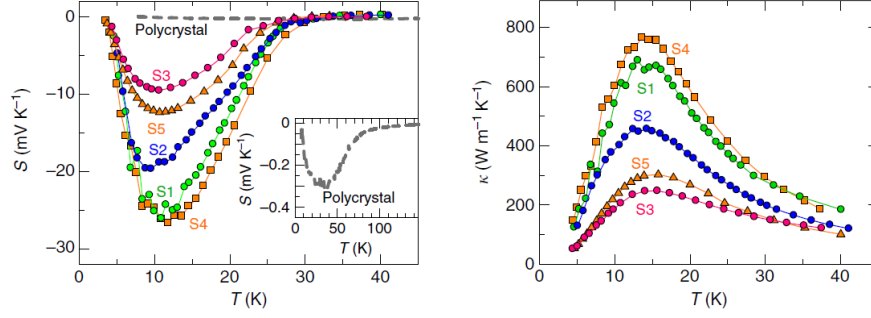 0
−10
−20
−30
S (mV K⁻¹)
Polycrystal
S3
S5
S2
S1
S4
0
−0.2
−0.4
S (mV K⁻¹)
Polycrystal
0 50 100
T (K)
0 10 20 30 40
T (K)
800
600
400
200
0
κ (W m⁻¹ K⁻¹)
S4
S1
S2
S5
S3
0 10 20 30 40
T (K)